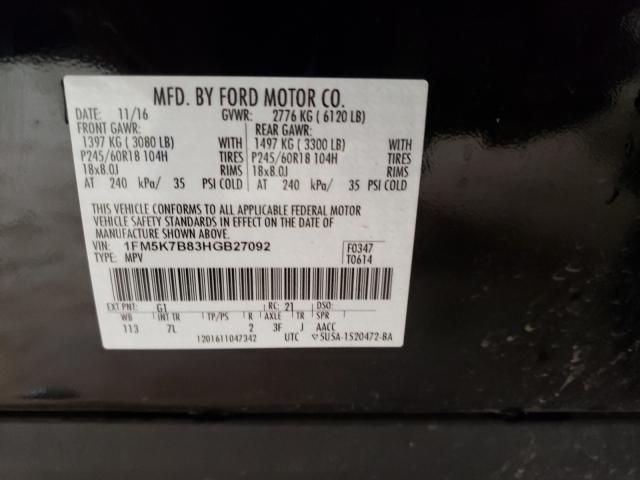 MFD. BY FORD MOTOR CO.
DATE: 11/16 GVWR: 2776 KG ( 6120 LB)
FRONT GAWR: REAR GAWR:
1397 KG ( 3080 LB) WITH 1497 KG ( 3300 LB) WITH
P245/60R18 104H TIRES P245/60R18 104H TIRES
18x8.0J RIMS 18x8.0J RIMS
AT 240 kPa/ 35 PSI COLD AT 240 kPa/ 35 PSI COLD
THIS VEHICLE CONFORMS TO ALL APPLICABLE FEDERAL MOTOR
VEHICLE SAFETY STANDARDS IN EFFECT ON THE DATE OF
MANUFACTURE SHOWN ABOVE.
VIN: 1FM5K7B83HGB27092 F0347
TYPE: MPV T0614
EXT PNT: G1 RC: 21 DSO:
WB INT TR TP/PS R AXLE TR SPR
113 7L 2 3F J AACC
1201611047342 UTC 5USA-1520472-BA